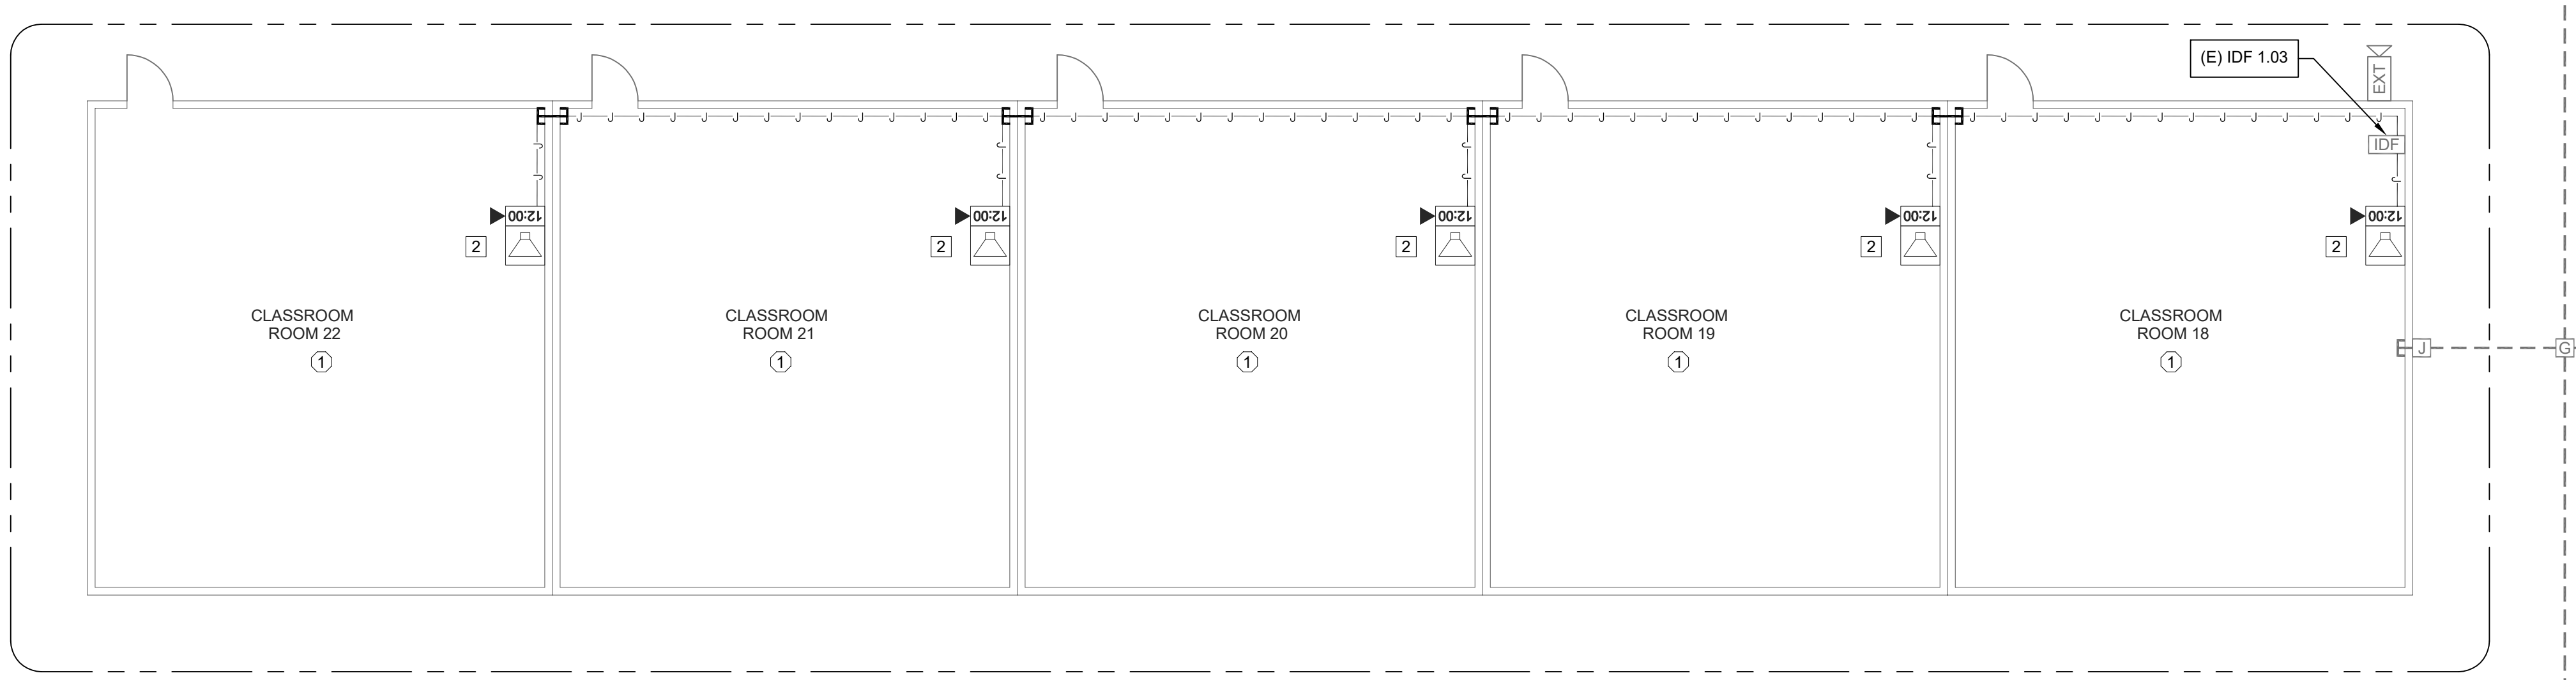 (E) IDF 1.03
EXT
J J J J J J J J J J J J J J
J J J J J J J J J J J J J J
J J J J J J J J J J J J J J
J J J J J J J J J J J J J J
IDF
J J J J J
J J J J
12:00 12:00 12:00 12:00 12:00
2 2 2 2 2
CLASSROOM
ROOM 22
1
CLASSROOM
ROOM 21
1
CLASSROOM
ROOM 20
1
CLASSROOM
ROOM 19
1
CLASSROOM
ROOM 18
1
J
G